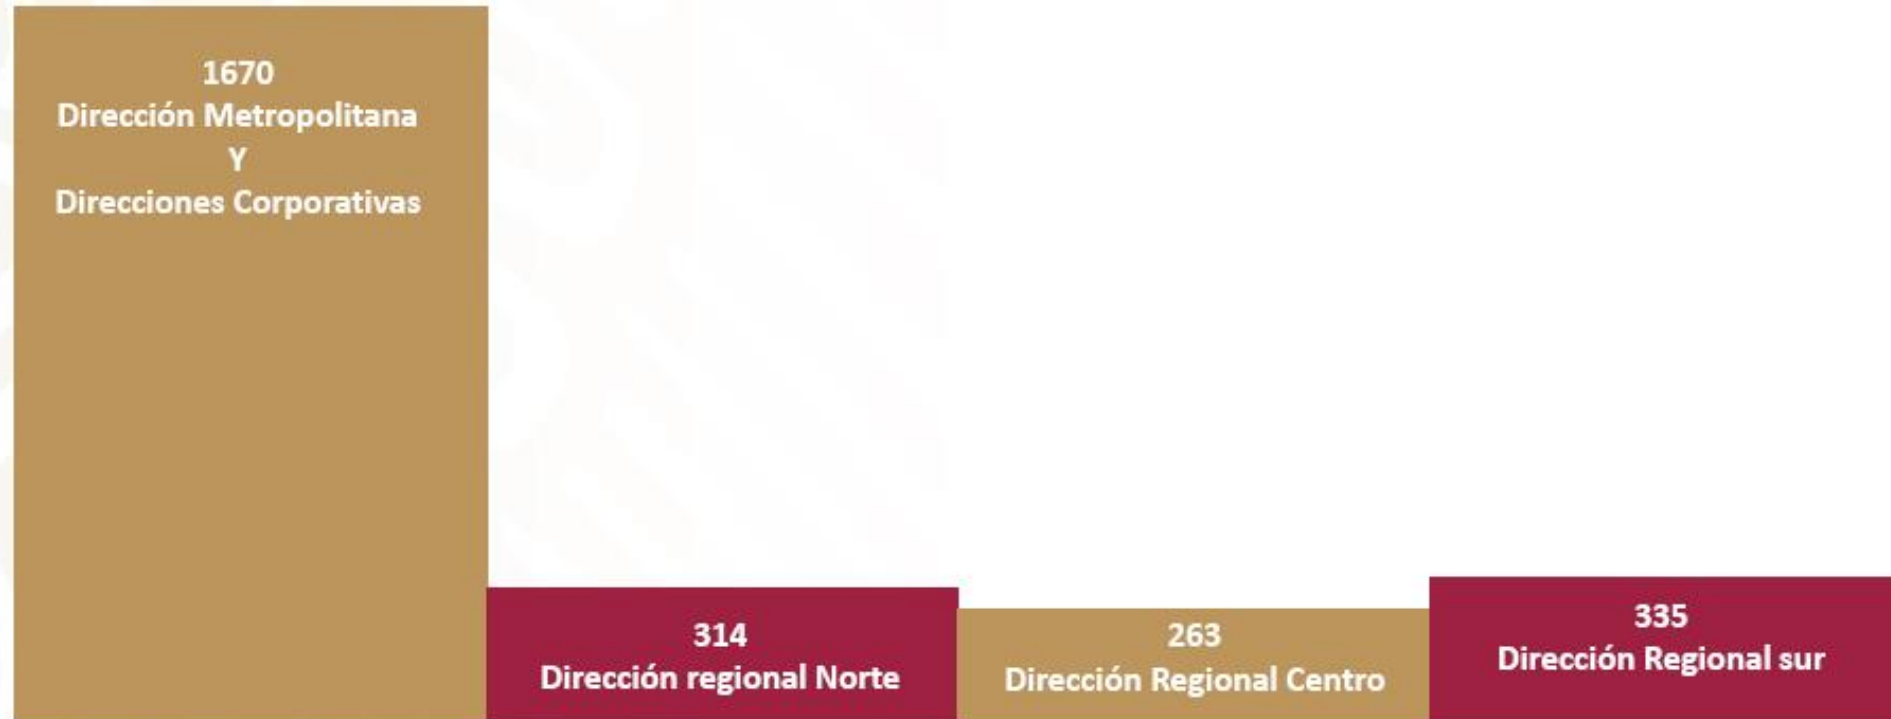 1670
Dirección Metropolitana
Y
Direcciones Corporativas
314
Dirección regional Norte
263
Dirección Regional Centro
335
Dirección Regional sur